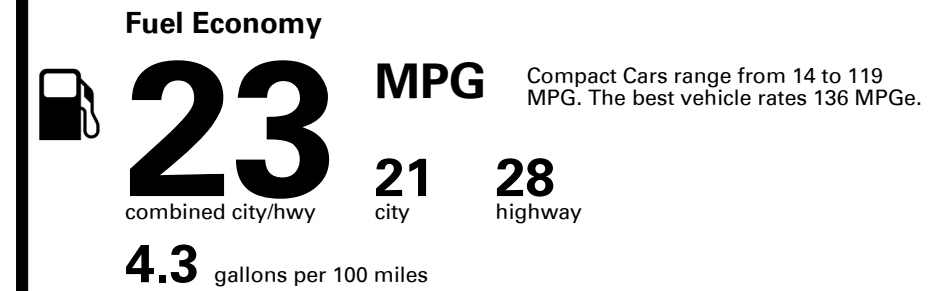 Fuel Economy
23 MPG
Compact Cars range from 14 to 119
MPG. The best vehicle rates 136 MPGe.
combined city/hwy
21
city
28
highway
4.3 gallons per 100 miles